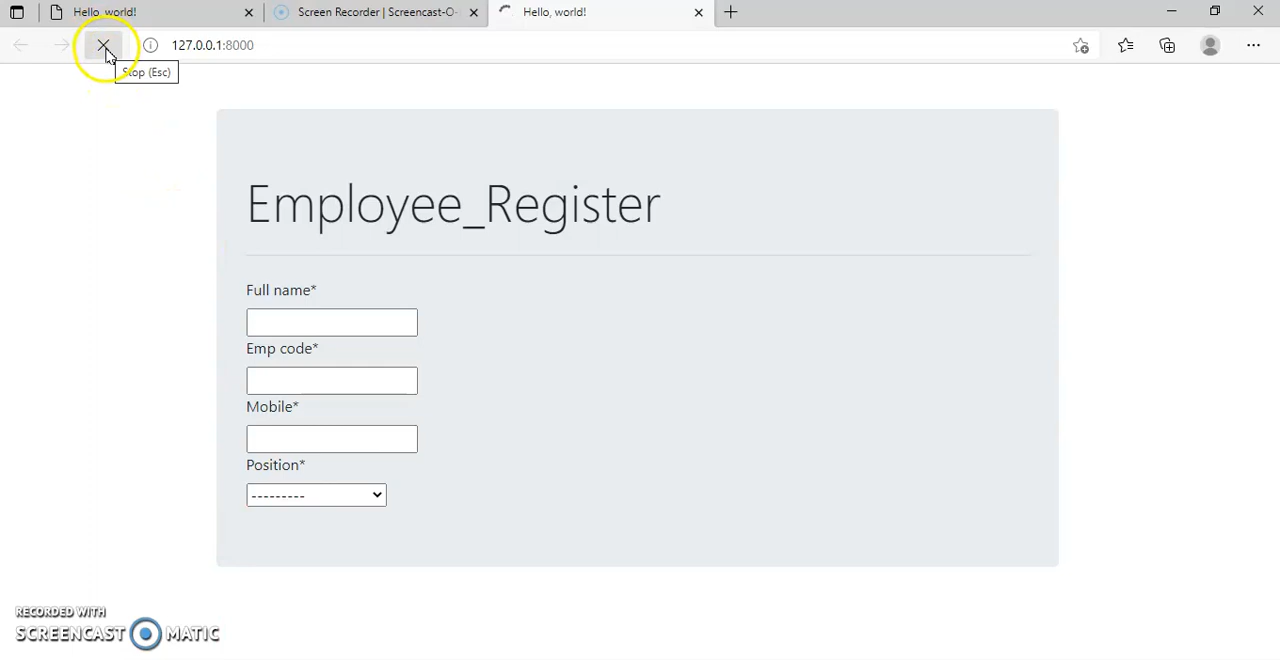 Hello, world!
Screen Recorder | Screencast-O-
Hello, world!
127.0.0.1:8000
Stop (Esc)
Employee_Register
Full name*
Emp code*
Mobile*
Position*
---------
RECORDED WITH
SCREENCAST MATIC